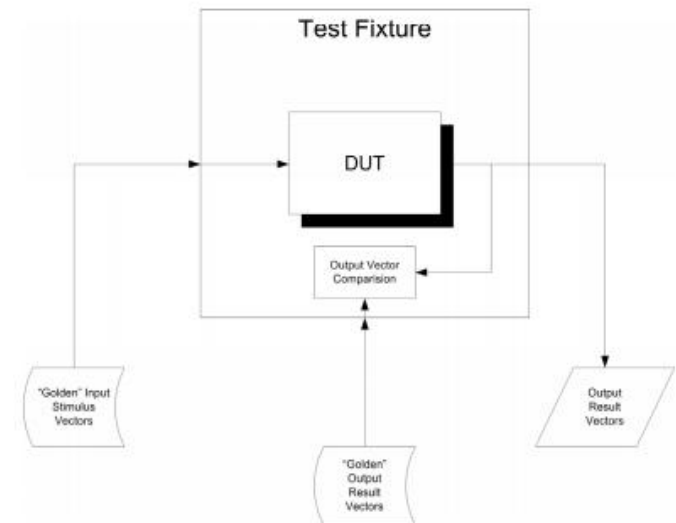 Test Fixture
DUT
Output Vector
Comparision
"Golden" Input
Stimulus
Vectors
Output
Result
Vectors
"Golden"
Output
Result
Vectors